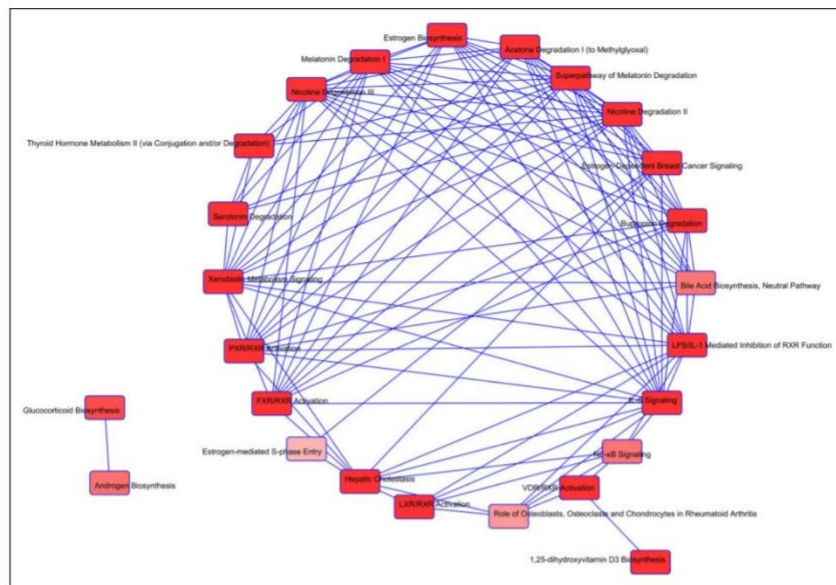 Estrogen Biosynthesis
Acetone Degradation I (to Methylglyoxal)
Melatonin Degradation I
Superpathway of Melatonin Degradation
Nicotine Degradation III
Nicotine Degradation II
Thyroid Hormone Metabolism II (via Conjugation and/or Degradation)
Estrogen-Dependent Breast Cancer Signaling
Serotonin Degradation
Bupropion Degradation
Xenobiotic Metabolism Signaling
Bile Acid Biosynthesis, Neutral Pathway
PXR/RXR Activation
LPS/IL-1 Mediated Inhibition of RXR Function
FXR/RXR Activation
IL-8 Signaling
Glucocorticoid Biosynthesis
Estrogen-mediated S-phase Entry
NF-κB Signaling
Hepatic Cholestasis
Androgen Biosynthesis
VDR/RXR Activation
LXR/RXR Activation
Role of Osteoblasts, Osteoclasts and Chondrocytes in Rheumatoid Arthritis
1,25-dihydroxyvitamin D3 Biosynthesis